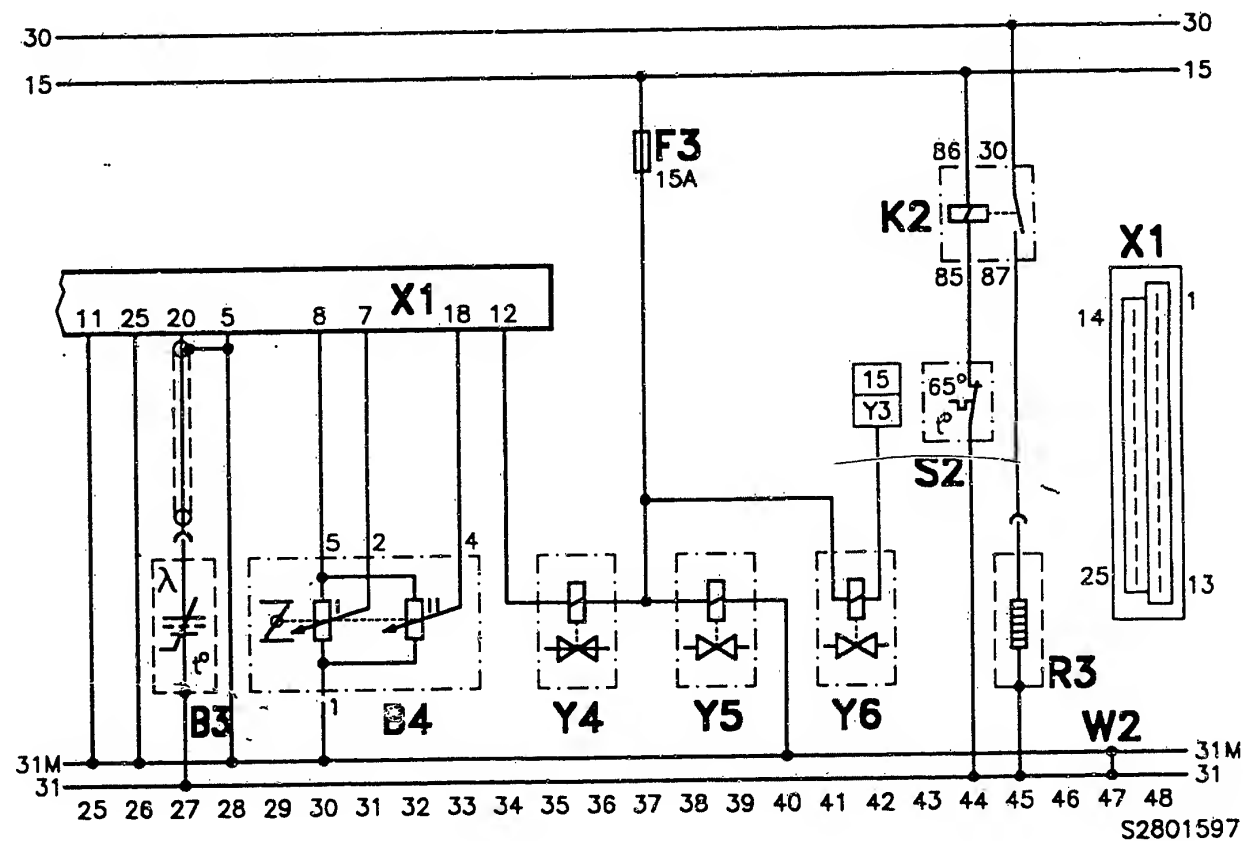 30 30
15 15
F3
15A
86 30
K2
85 87
X1
14 1
25 13
X1
11 25 20 5 8 7 18 12
15
Y3
65°
t°
S2
5 2 4
λ
I II
t°
1
B3 B4 Y4 Y5 Y6 R3
W2
31M 31M
31 31
25 26 27 28 29 30 31 32 33 34 35 36 37 38 39 40 41 42 43 44 45 46 47 48
S2801597